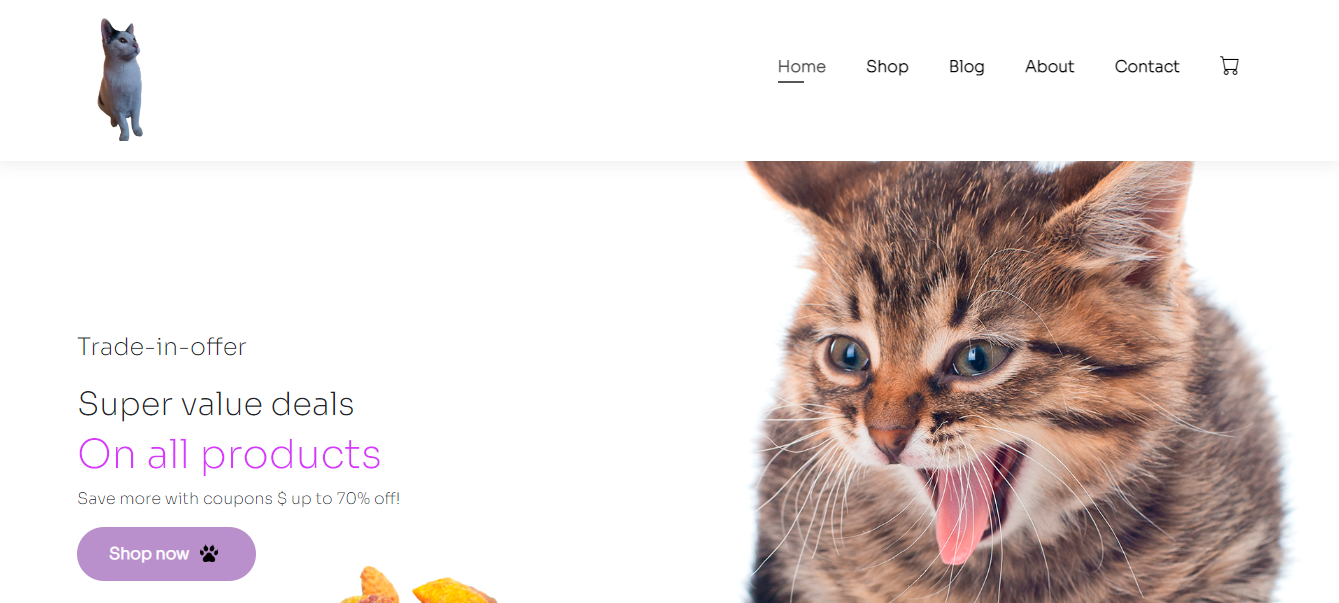 Home Shop Blog About Contact
Trade-in-offer
Super value deals
On all products
Save more with coupons $ up to 70% off!
Shop now